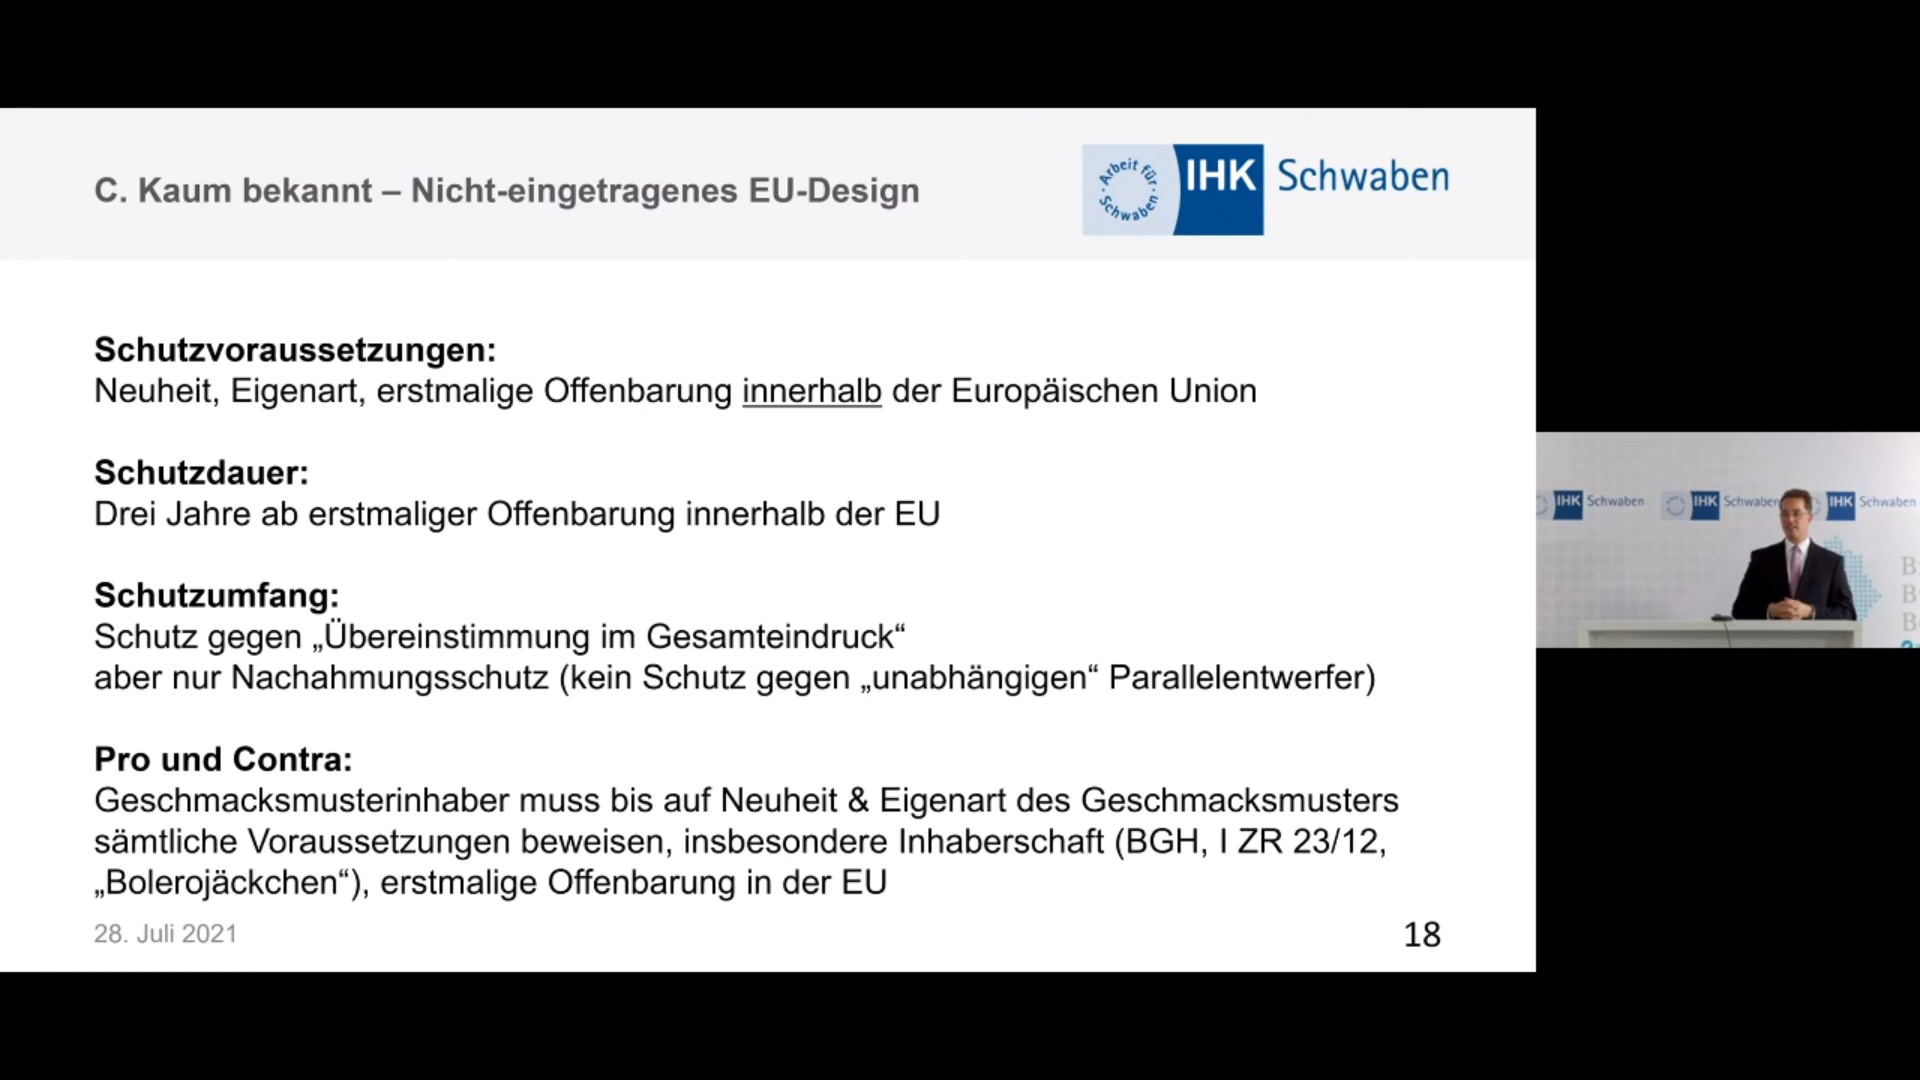 C. Kaum bekannt – Nicht-eingetragenes EU-Design
Arbeit für Schwaben
IHK Schwaben
Schutzvoraussetzungen:
Neuheit, Eigenart, erstmalige Offenbarung innerhalb der Europäischen Union
Schutzdauer:
Drei Jahre ab erstmaliger Offenbarung innerhalb der EU
Schutzumfang:
Schutz gegen „Übereinstimmung im Gesamteindruck“
aber nur Nachahmungsschutz (kein Schutz gegen „unabhängigen“ Parallelentwerfer)
Pro und Contra:
Geschmacksmusterinhaber muss bis auf Neuheit & Eigenart des Geschmacksmusters
sämtliche Voraussetzungen beweisen, insbesondere Inhaberschaft (BGH, I ZR 23/12,
„Bolerojäckchen“), erstmalige Offenbarung in der EU
28. Juli 2021
18
IHK Schwaben IHK Schwaben IHK Schwaben
B
B
B